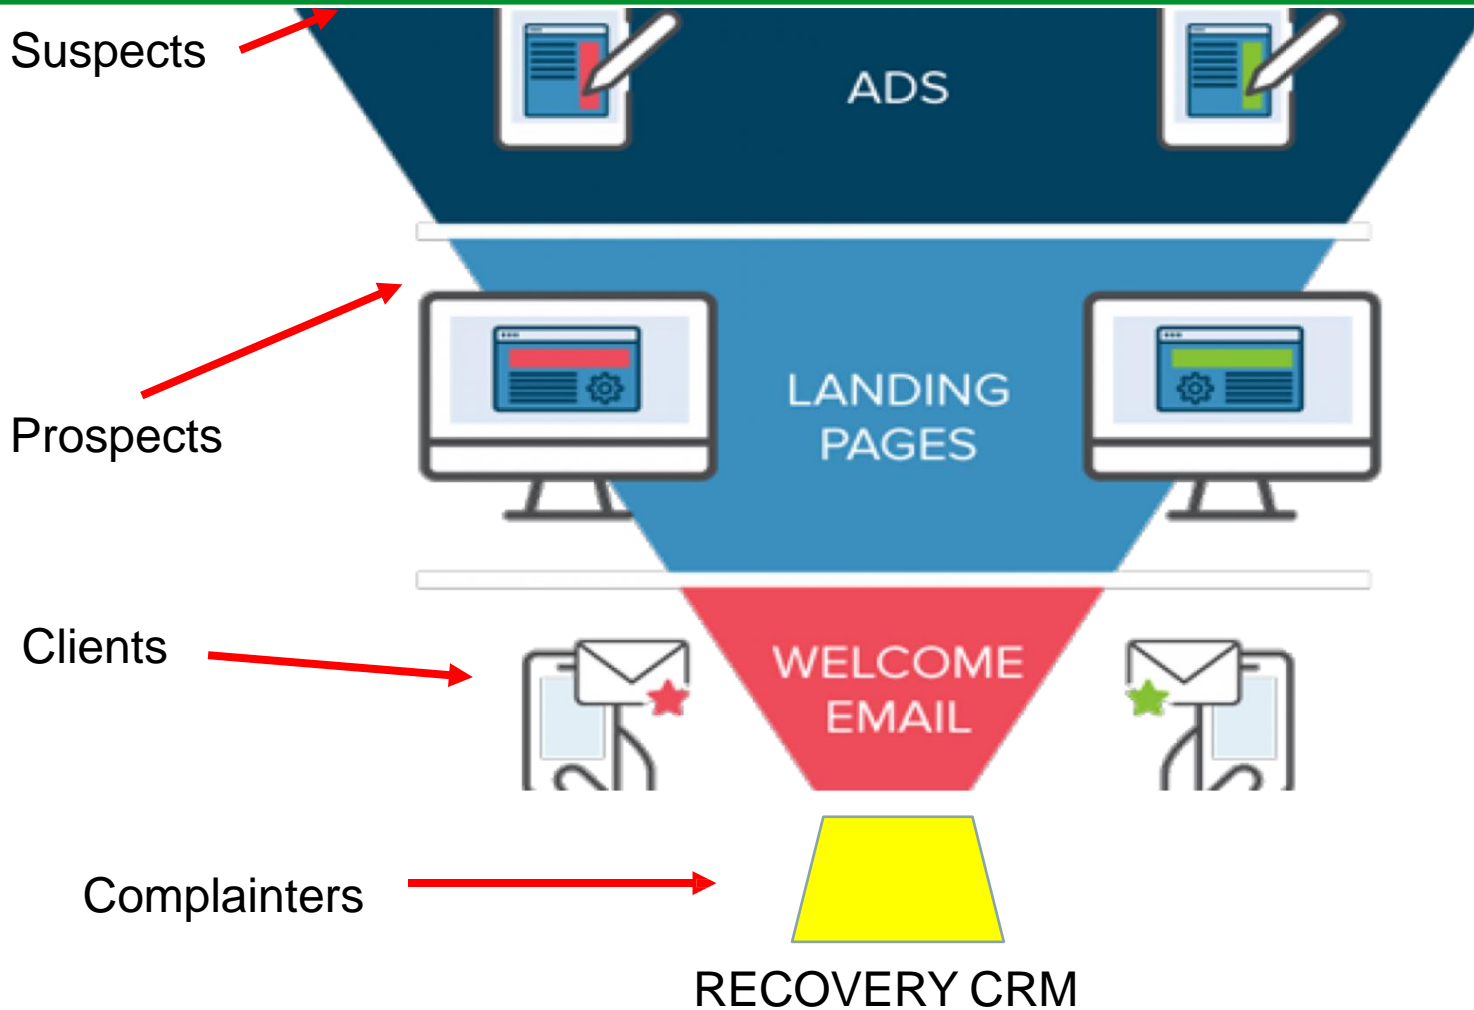 Suspects
ADS
LANDING
PAGES
Prospects
Clients
WELCOME
EMAIL
Complainters
RECOVERY CRM